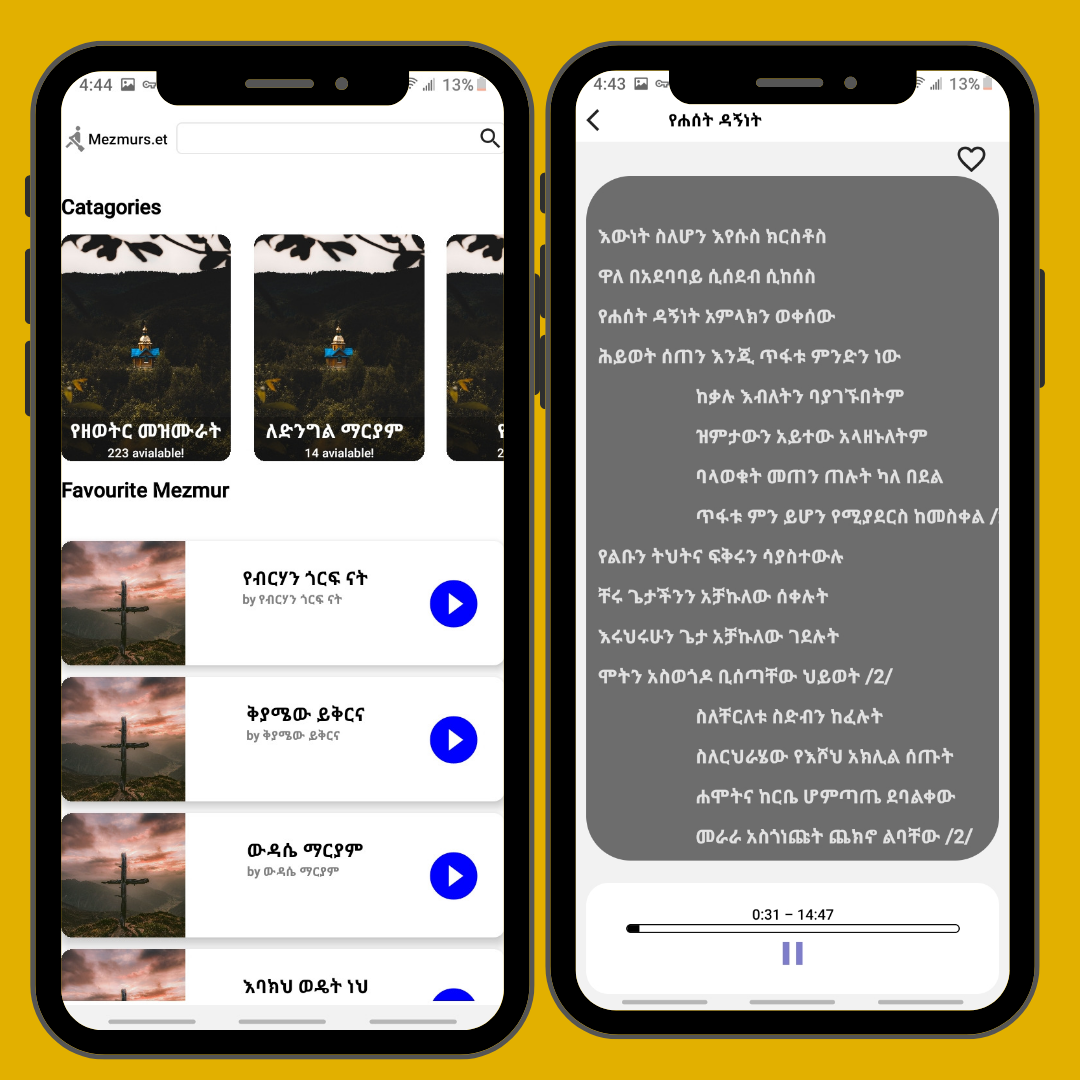 4:44
13%
Mezmurs.et
Catagories
የዘወትር መዝሙራት
223 avialable!
ለድንግል ማርያም
14 avialable!
Favourite Mezmur
የብርሃን ጎርፍ ናት
by የብርሃን ጎርፍ ናት
ቅያሜው ይቅርና
by ቅያሜው ይቅርና
ውዳሴ ማርያም
by ውዳሴ ማርያም
እባክህ ወዴት ነህ
4:43
13%
የሐሰት ዳኝነት
እውነት ስለሆን እየሱስ ክርስቶስ
ዋለ በአደባባይ ሲሰደብ ሲከሰስ
የሐሰት ዳኝነት አምላክን ወቀሰው
ሕይወት ሰጠን እንጂ ጥፋቱ ምንድን ነው
ከቃሉ እብለትን ባያገኙበትም
ዝምታውን አይተው አላዘኑለትም
ባላወቁት መጠን ጠሉት ካለ በደል
ጥፋቱ ምን ይሆን የሚያደርስ ከመስቀል /
የልቡን ትህትና ፍቅሩን ሳያስተውሉ
ቸሩ ጌታችንን አቻኩለው ሰቀሉት
እሩህሩሁን ጌታ አቻኩለው ገደሉት
ሞትን አስወጎዶ ቢሰጣቸው ህይወት /2/
ስለቸርለቱ ስድብን ከፈሉት
ስለርህራሄው የእሾህ አክሊል ሰጡት
ሐሞትና ከርቤ ሆምጣጤ ደባልቀው
መራራ አስጎነጩት ጨክኖ ልባቸው /2/
0:31 – 14:47